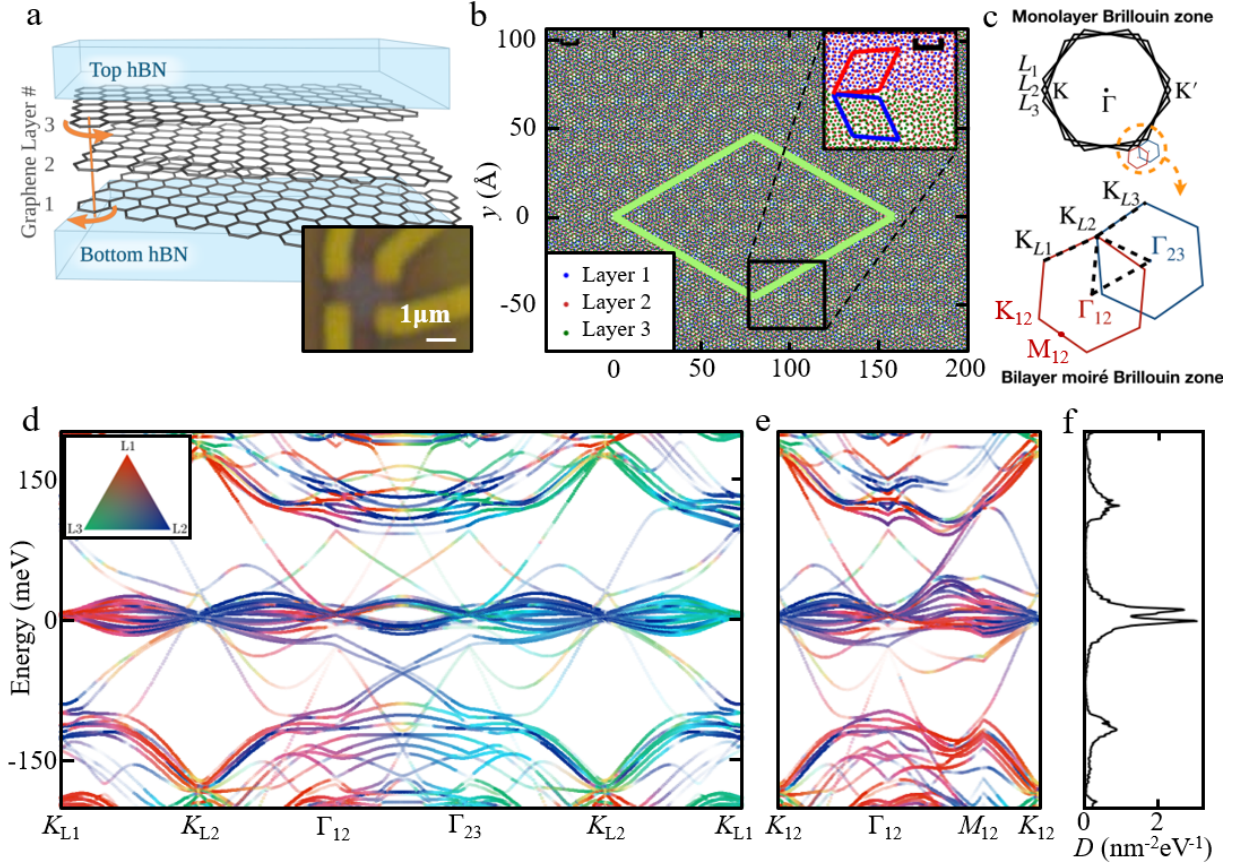 a
Top hBN
Graphene Layer #
3
2
1
Bottom hBN
1μm
b
y (Å)
100
50
0
-50
0 50 100 150 200
Layer 1
Layer 2
Layer 3
c
Monolayer Brillouin zone
L1
L2
L3
K
Γ
K′
KL3
KL2
KL1
Γ23
Γ12
K12
M12
Bilayer moiré Brillouin zone
d
L1
L3 L2
Energy (meV)
150
0
-150
KL1 KL2 Γ12 Γ23 KL2 KL1
e
K12 Γ12 M12 K12
f
0 2
D (nm-2eV-1)